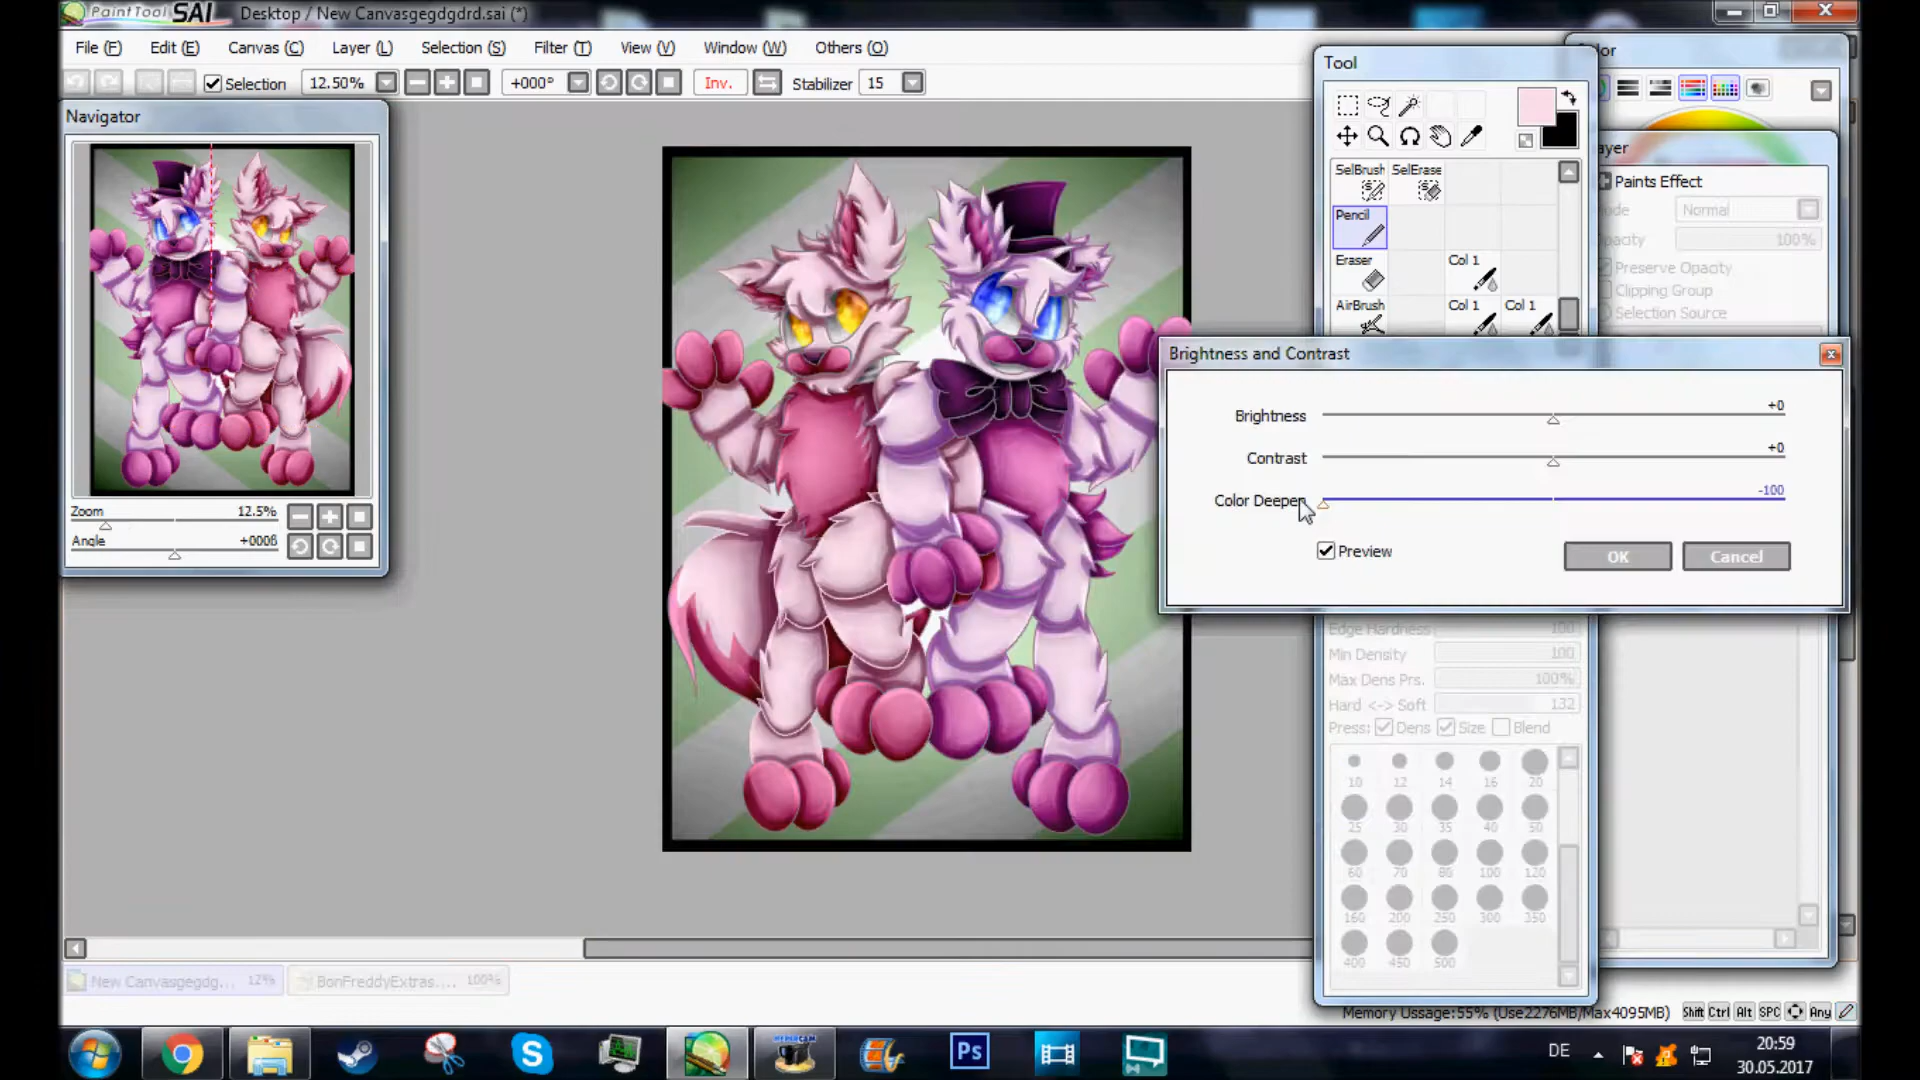 PaintTool SAI Desktop / New Canvasgegdgdrd.sai (*)
File (F) Edit (E) Canvas (C) Layer (L) Selection (S) Filter (T) View (V) Window (W) Others (O)
Selection 12.50% +000° Inv. Stabilizer 15
Navigator
Zoom 12.5%
Angle +000ß
Tool
SelBrush SelErase
Pencil
Eraser Col 1
AirBrush Col 1 Col 1
Paints Effect
Normal
100%
Preserve Opacity
Clipping Group
Selection Source
Brightness and Contrast
Brightness +0
Contrast +0
Color Deepen -100
Preview OK Cancel
Edge Hardness 100
Min Density 100
Max Dens Prs. 100%
Hard <-> Soft 132
Press: Dens Size Blend
10 12 14 16 20
25 30 35 40 50
60 70 80 100 120
160 200 250 300 350
400 450 500
New Canvasgegdg... 12% BonFreddyExtras.... 100%
Memory Ussage:55% (Use2276MB/Max4095MB) Shift Ctrl Alt SPC Any
HYPERCAM
S
Ps
DE
20:59
30.05.2017